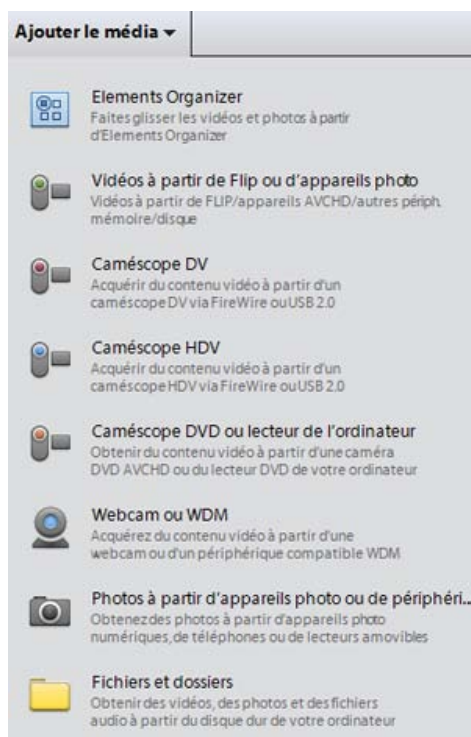 Ajouter le média
Elements Organizer
Faites glisser les vidéos et photos à partir
d'Elements Organizer
Vidéos à partir de Flip ou d'appareils photo
Vidéos à partir de FLIP/appareils AVCHD/autres périph.
mémoire/disque
Caméscope DV
Acquérir du contenu vidéo à partir d'un
caméscope DV via FireWire ou USB 2.0
Caméscope HDV
Acquérir du contenu vidéo à partir d'un
caméscope HDV via FireWire ou USB 2.0
Caméscope DVD ou lecteur de l'ordinateur
Obtenir du contenu vidéo à partir d'une caméra
DVD AVCHD ou du lecteur DVD de votre ordinateur
Webcam ou WDM
Acquérez du contenu vidéo à partir d'une
webcam ou d'un périphérique compatible WDM
Photos à partir d'appareils photo ou de périphéri...
Obtenez des photos à partir d'appareils photo
numériques, de téléphones ou de lecteurs amovibles
Fichiers et dossiers
Obtenir des vidéos, des photos et des fichiers
audio à partir du disque dur de votre ordinateur